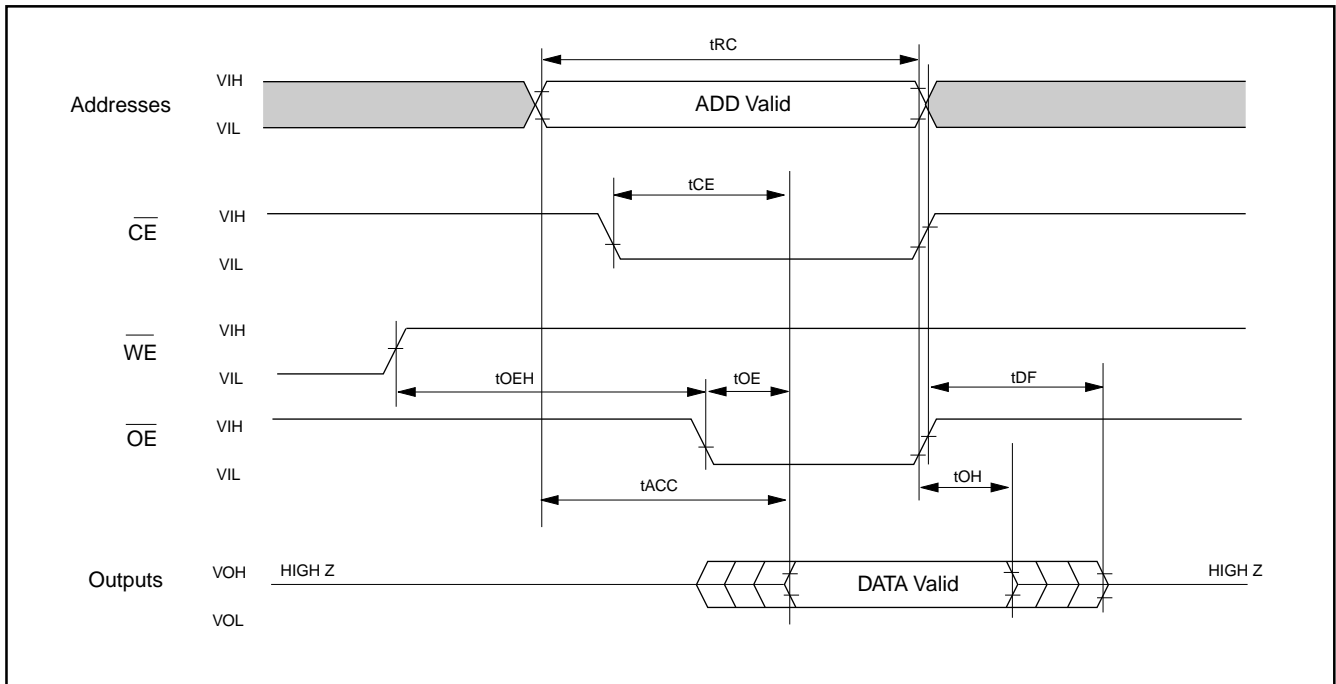 tRC
VIH
Addresses
ADD Valid
VIL
tCE
VIH
CE
VIL
VIH
WE
VIL
tOEH
tOE
tDF
VIH
OE
VIL
tACC
tOH
Outputs
VOH
HIGH Z
DATA Valid
HIGH Z
VOL